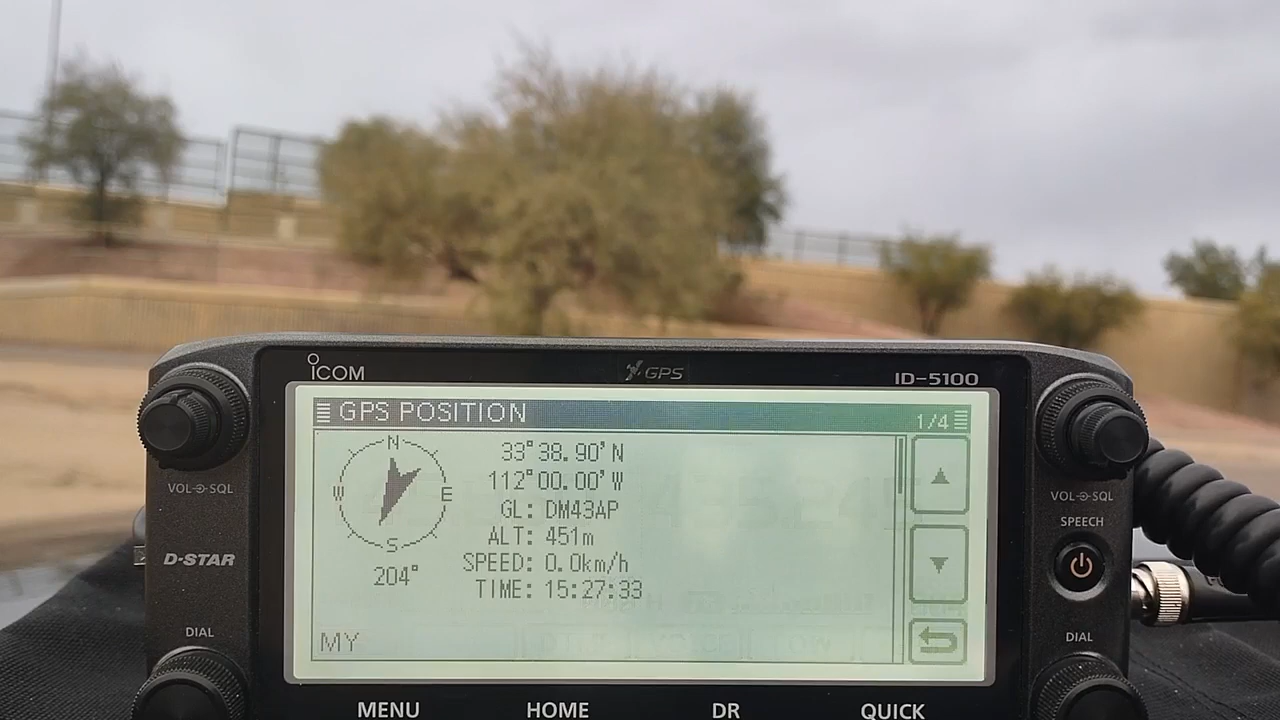 ICOM
GPS
ID-5100
GPS POSITION
1/4
N
W
E
S
204°
33°38.90'N
112°00.00'W
GL: DM43AP
ALT: 451m
SPEED: 0.0km/h
TIME: 15:27:33
MY
VOL SQL
D-STAR
DIAL
VOL SQL
SPEECH
DIAL
MENU
HOME
DR
QUICK